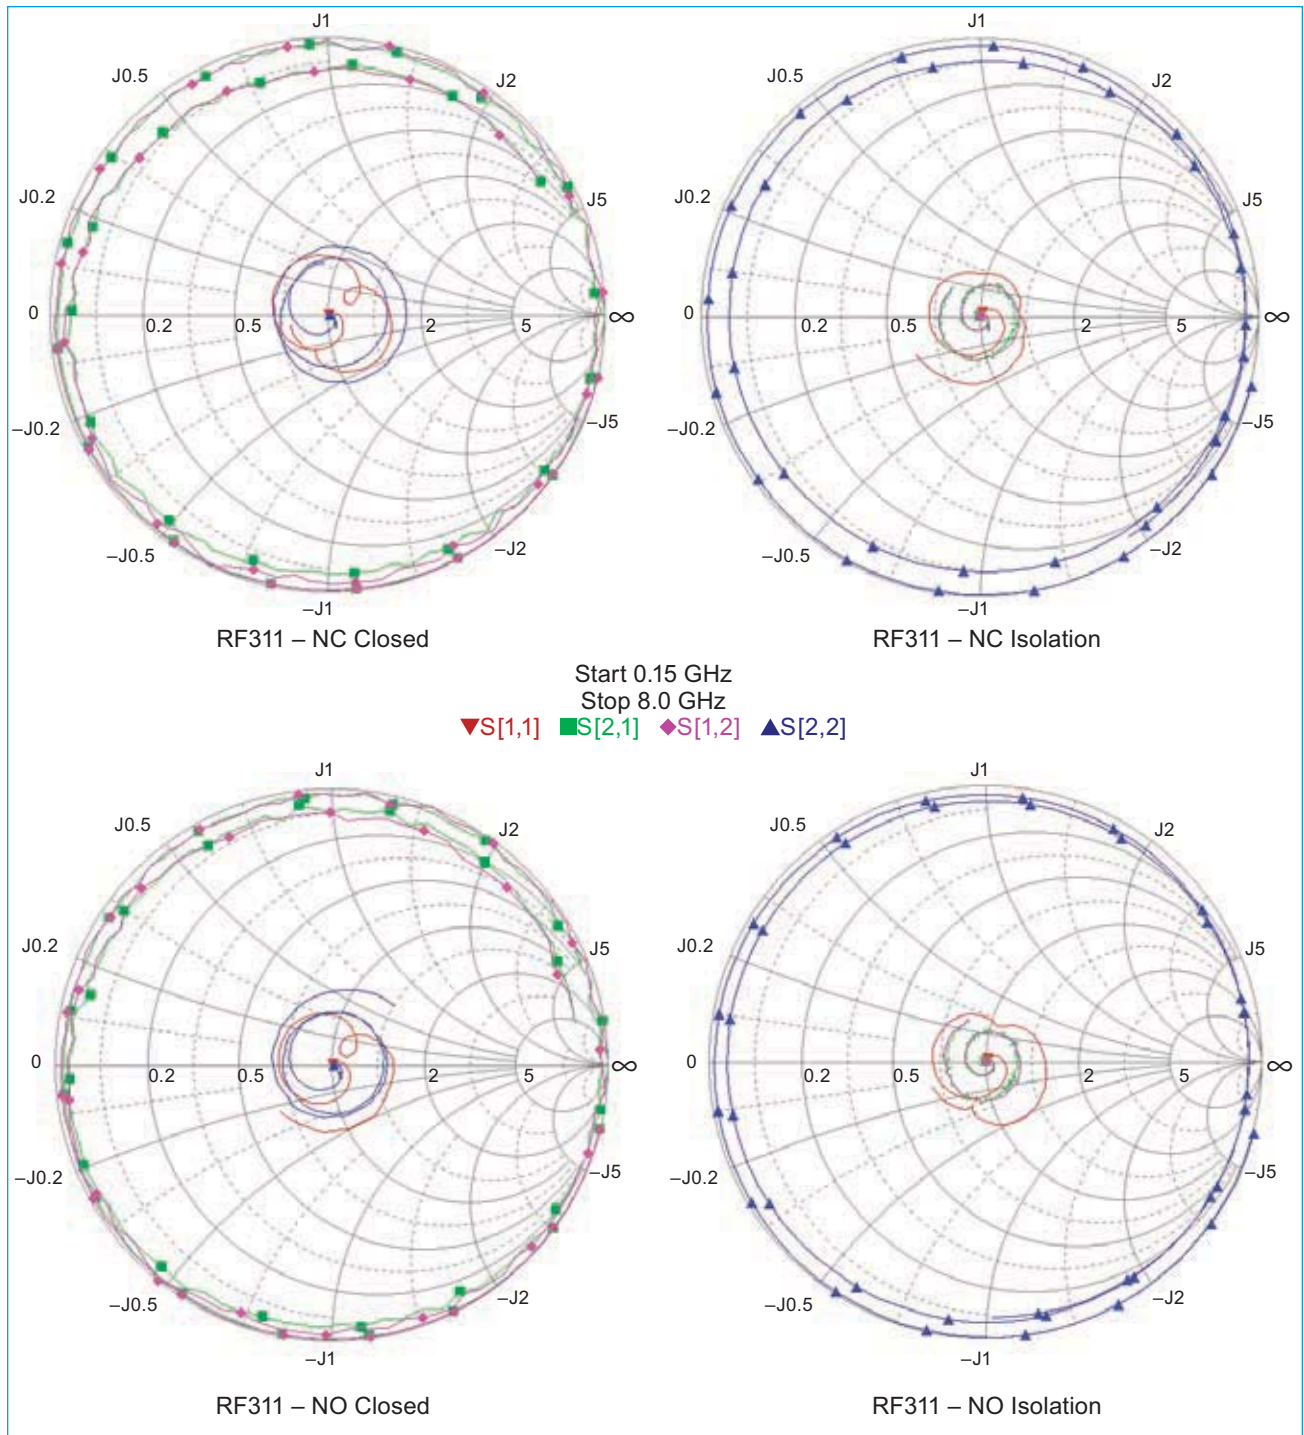 J1
J0.5
J2
J0.2
J5
0
0.2
0.5
2
5
∞
–J0.2
–J5
–J0.5
–J2
–J1
RF311 – NC Closed
J1
J0.5
J2
J0.2
J5
0
0.2
0.5
2
5
∞
–J0.2
–J5
–J0.5
–J2
–J1
RF311 – NC Isolation
Start 0.15 GHz
Stop 8.0 GHz
S[1,1] S[2,1] S[1,2] S[2,2]
J1
J0.5
J2
J0.2
J5
0
0.2
0.5
2
5
∞
–J0.2
–J5
–J0.5
–J2
–J1
RF311 – NO Closed
J1
J0.5
J2
J0.2
J5
0
0.2
0.5
2
5
∞
–J0.2
–J5
–J0.5
–J2
–J1
RF311 – NO Isolation